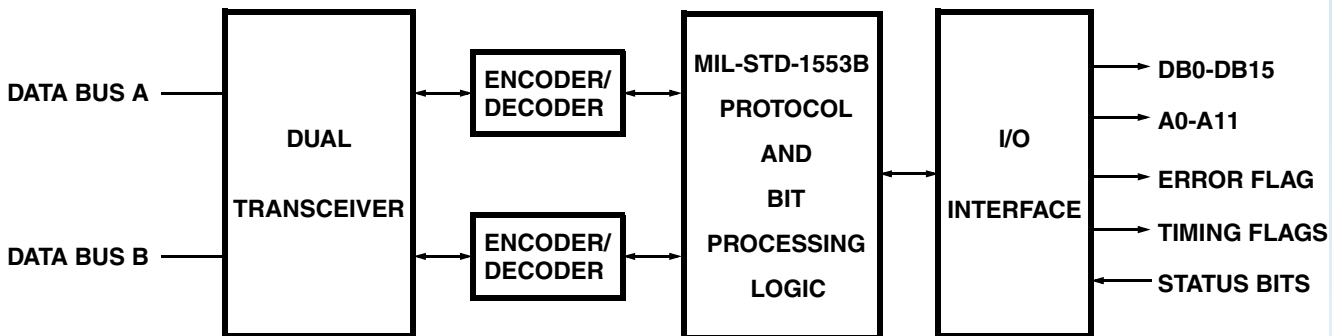 DATA BUS A
DATA BUS B
DUAL
TRANSCEIVER
ENCODER/
DECODER
ENCODER/
DECODER
MIL-STD-1553B
PROTOCOL
AND
BIT
PROCESSING
LOGIC
I/O
INTERFACE
DB0-DB15
A0-A11
ERROR FLAG
TIMING FLAGS
STATUS BITS